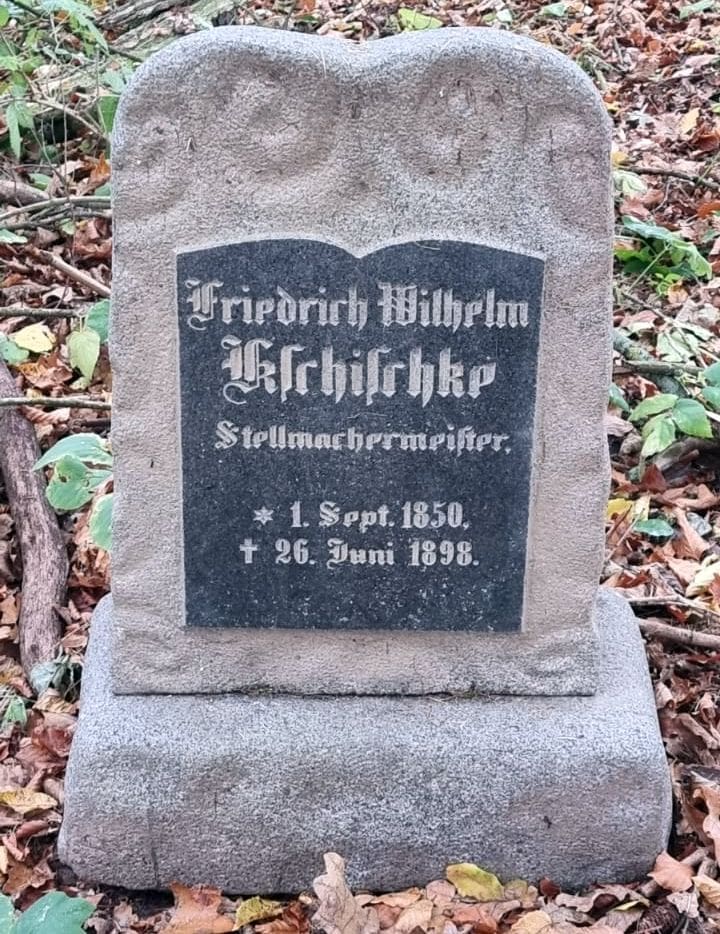 Friedrich Wilhelm
Kſchiſchke
Stellmachermeiſter.
* 1. Sept. 1850.
† 26. Juni 1898.